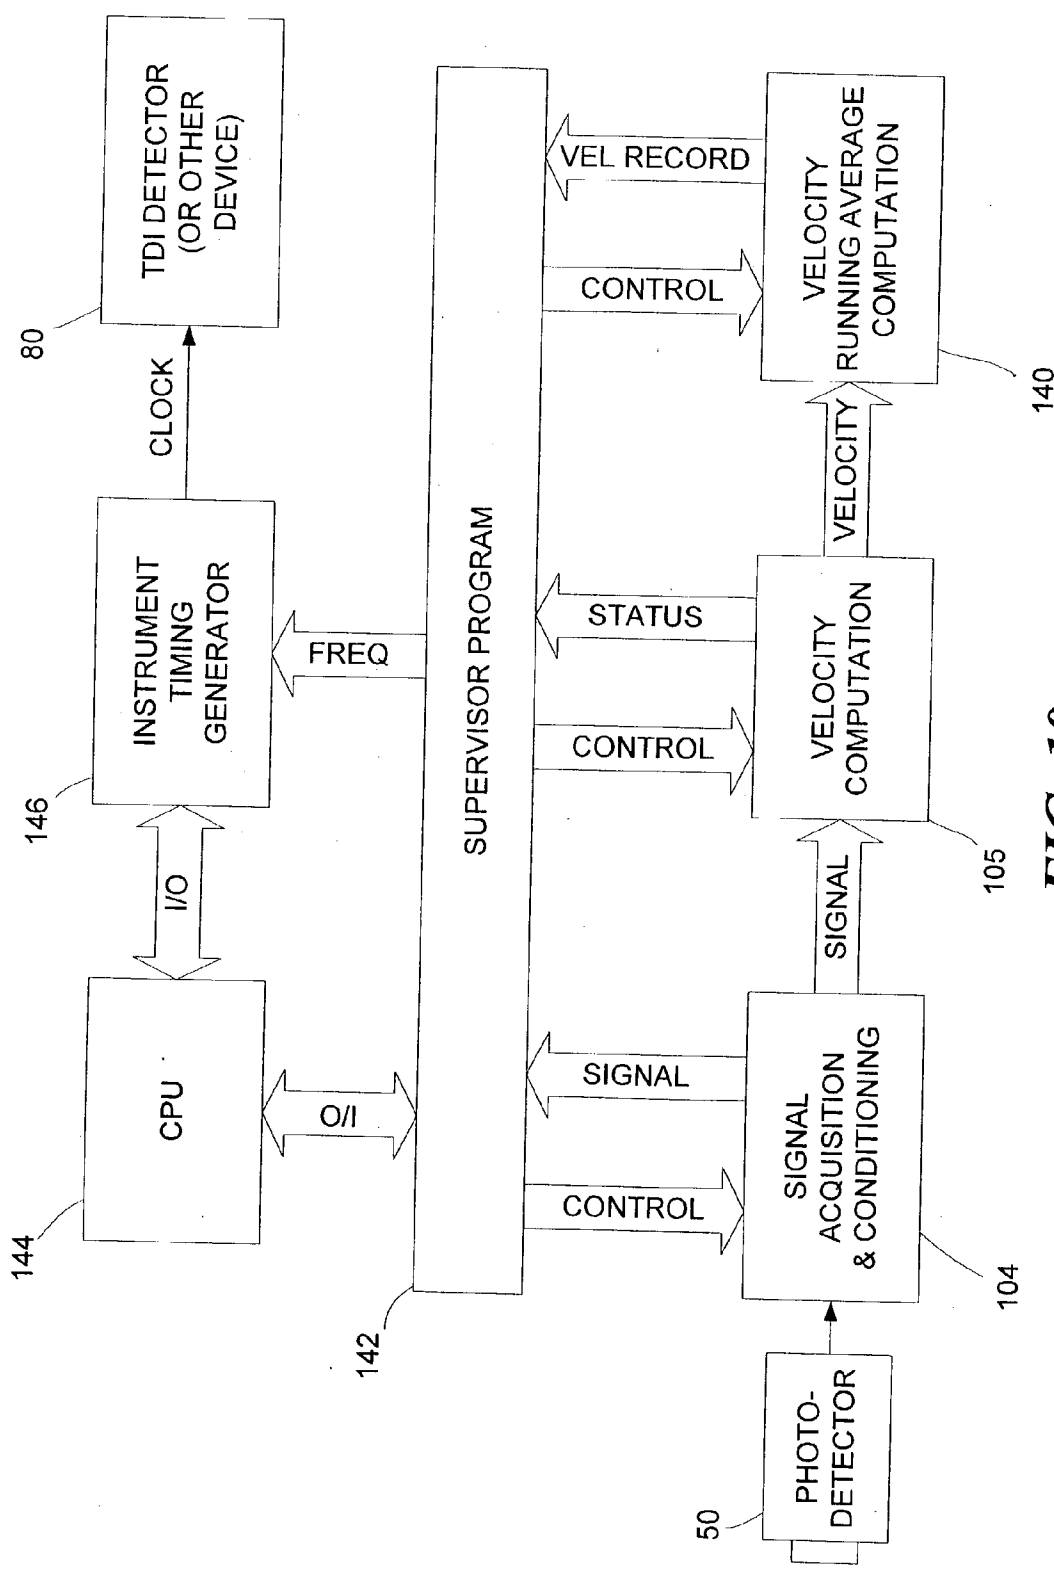 144
CPU
I/O
146
INSTRUMENT
TIMING
GENERATOR
CLOCK
80
TDI DETECTOR
(OR OTHER
DEVICE)
O/I
FREQ
142
SUPERVISOR PROGRAM
CONTROL
SIGNAL
CONTROL
STATUS
CONTROL
VEL RECORD
50
PHOTO-
DETECTOR
SIGNAL
ACQUISITION
& CONDITIONING
104
SIGNAL
VELOCITY
COMPUTATION
105
VELOCITY
VELOCITY
RUNNING AVERAGE
COMPUTATION
140
FIG.